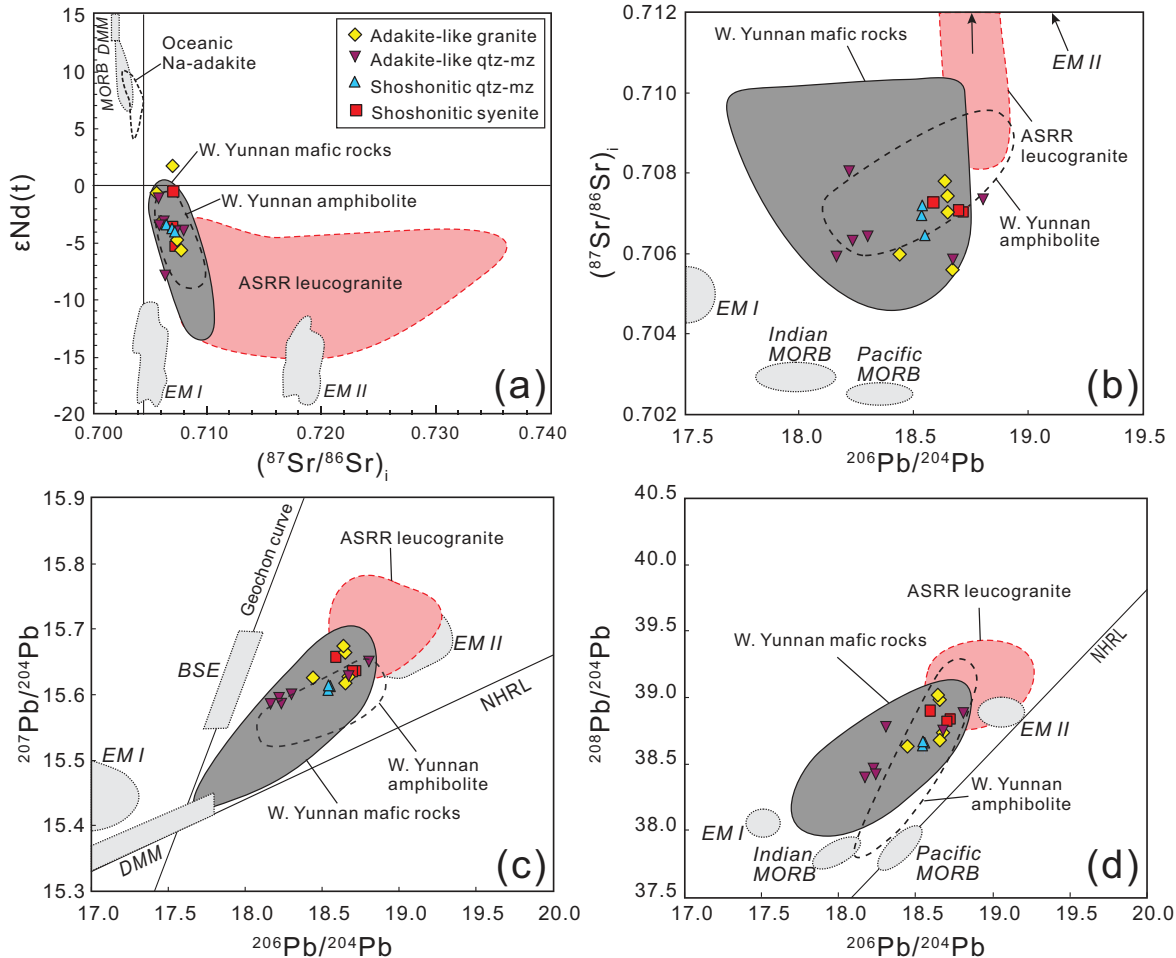 15
10
5
0
-5
-10
-15
-20
εNd(t)
MORB DMM
Oceanic
Na-adakite
Adakite-like granite
Adakite-like qtz-mz
Shoshonitic qtz-mz
Shoshonitic syenite
W. Yunnan mafic rocks
W. Yunnan amphibolite
ASRR leucogranite
EM I
EM II
(a)
0.700
0.710
0.720
0.730
0.740
(⁸⁷Sr/⁸⁶Sr)ᵢ
0.712
0.710
0.708
0.706
0.704
0.702
(⁸⁷Sr/⁸⁶Sr)ᵢ
W. Yunnan mafic rocks
EM II
ASRR
leucogranite
W. Yunnan
amphibolite
EM I
Indian
MORB
Pacific
MORB
(b)
17.5
18.0
18.5
19.0
19.5
²⁰⁶Pb/²⁰⁴Pb
15.9
15.8
15.7
15.6
15.5
15.4
15.3
²⁰⁷Pb/²⁰⁴Pb
Geochon curve
ASRR leucogranite
BSE
EM II
NHRL
EM I
W. Yunnan
amphibolite
W. Yunnan mafic rocks
DMM
(c)
17.0
17.5
18.0
18.5
19.0
19.5
20.0
²⁰⁶Pb/²⁰⁴Pb
40.5
40.0
39.5
39.0
38.5
38.0
37.5
²⁰⁸Pb/²⁰⁴Pb
ASRR leucogranite
W. Yunnan mafic rocks
NHRL
EM II
W. Yunnan
amphibolite
EM I
Indian
MORB
Pacific
MORB
(d)
17.0
17.5
18.0
18.5
19.0
19.5
20.0
²⁰⁶Pb/²⁰⁴Pb